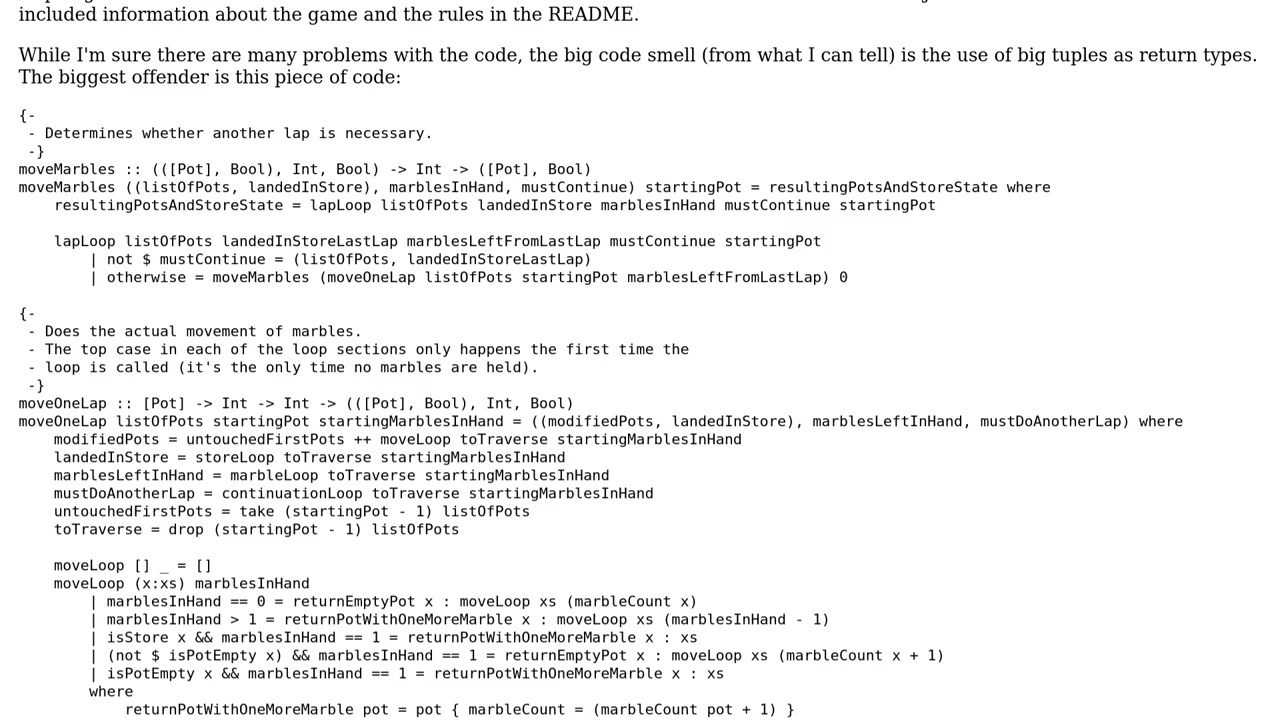 included information about the game and the rules in the README.
While I'm sure there are many problems with the code, the big code smell (from what I can tell) is the use of big tuples as return types.
The biggest offender is this piece of code:
{-
 - Determines whether another lap is necessary.
 -}
moveMarbles :: (([Pot], Bool), Int, Bool) -> Int -> ([Pot], Bool)
moveMarbles ((listOfPots, landedInStore), marblesInHand, mustContinue) startingPot = resultingPotsAndStoreState where
    resultingPotsAndStoreState = lapLoop listOfPots landedInStore marblesInHand mustContinue startingPot

    lapLoop listOfPots landedInStoreLastLap marblesLeftFromLastLap mustContinue startingPot
        | not $ mustContinue = (listOfPots, landedInStoreLastLap)
        | otherwise = moveMarbles (moveOneLap listOfPots startingPot marblesLeftFromLastLap) 0

{-
 - Does the actual movement of marbles.
 - The top case in each of the loop sections only happens the first time the
 - loop is called (it's the only time no marbles are held).
 -}
moveOneLap :: [Pot] -> Int -> Int -> (([Pot], Bool), Int, Bool)
moveOneLap listOfPots startingPot startingMarblesInHand = ((modifiedPots, landedInStore), marblesLeftInHand, mustDoAnotherLap) where
    modifiedPots = untouchedFirstPots ++ moveLoop toTraverse startingMarblesInHand
    landedInStore = storeLoop toTraverse startingMarblesInHand
    marblesLeftInHand = marbleLoop toTraverse startingMarblesInHand
    mustDoAnotherLap = continuationLoop toTraverse startingMarblesInHand
    untouchedFirstPots = take (startingPot - 1) listOfPots
    toTraverse = drop (startingPot - 1) listOfPots

    moveLoop [] _ = []
    moveLoop (x:xs) marblesInHand
        | marblesInHand == 0 = returnEmptyPot x : moveLoop xs (marbleCount x)
        | marblesInHand > 1 = returnPotWithOneMoreMarble x : moveLoop xs (marblesInHand - 1)
        | isStore x && marblesInHand == 1 = returnPotWithOneMoreMarble x : xs
        | (not $ isPotEmpty x) && marblesInHand == 1 = returnEmptyPot x : moveLoop xs (marbleCount x + 1)
        | isPotEmpty x && marblesInHand == 1 = returnPotWithOneMoreMarble x : xs
        where
            returnPotWithOneMoreMarble pot = pot { marbleCount = (marbleCount pot + 1) }